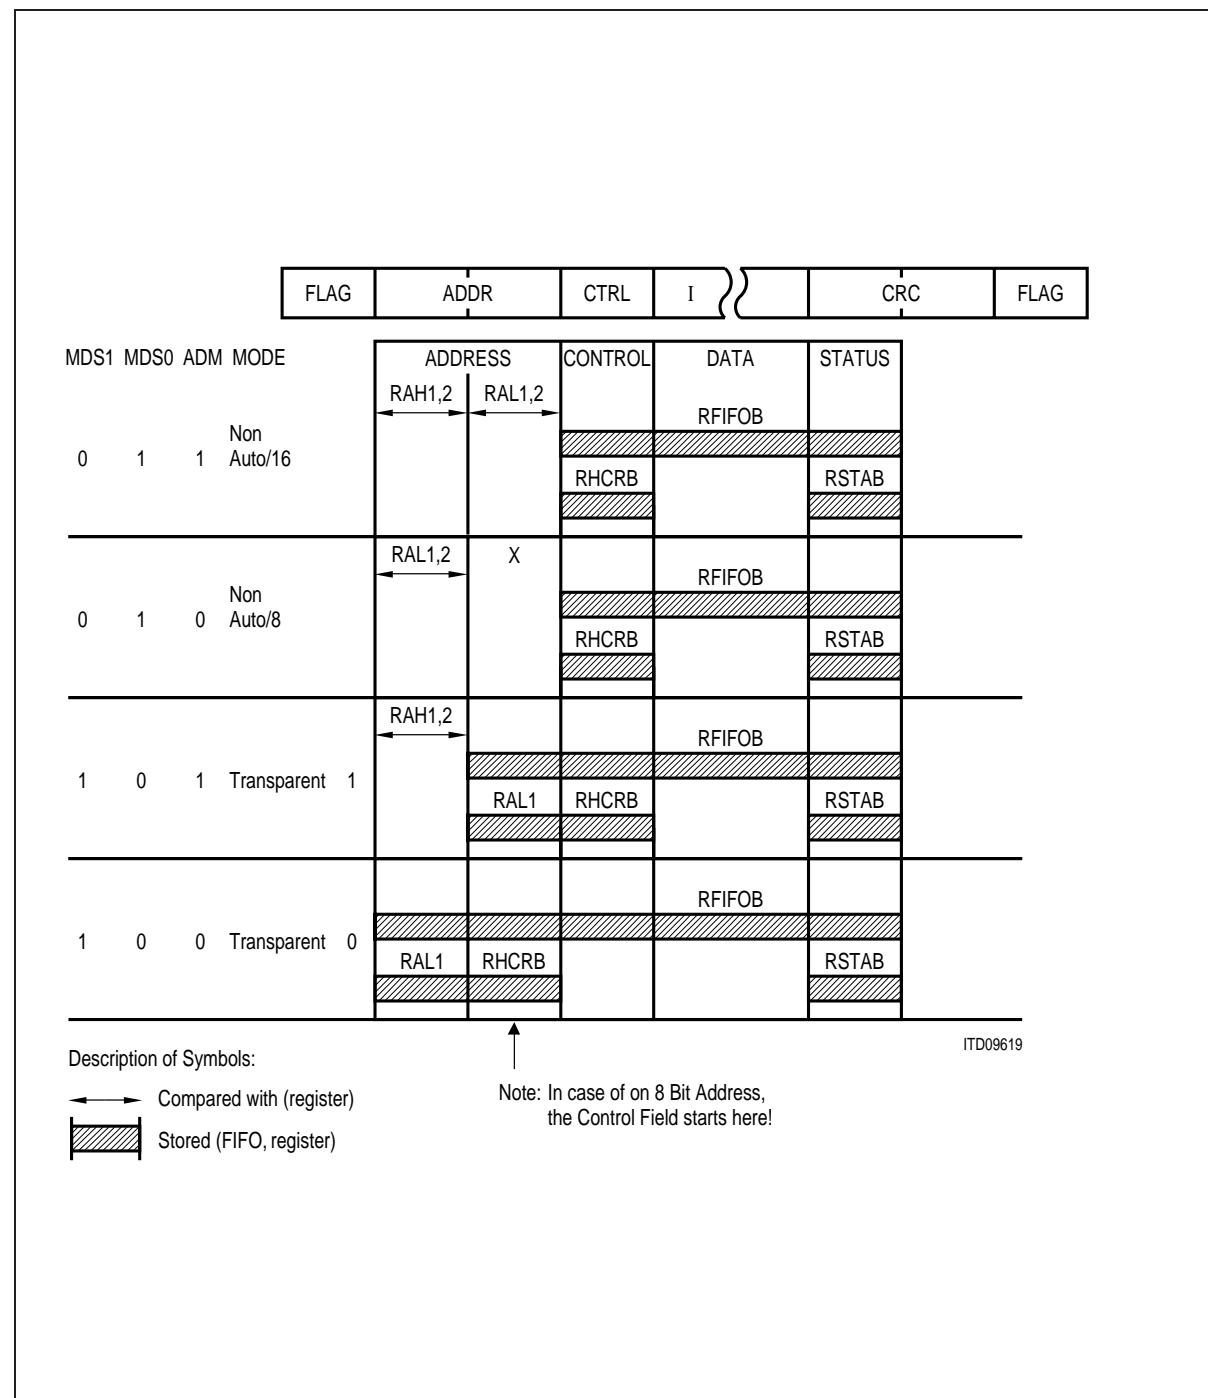 FLAG ADDR CTRL I CRC FLAG
MDS1 MDS0 ADM MODE ADDRESS CONTROL DATA STATUS
RAH1,2 RAL1,2
RFIFOB
Non
0 1 1 Auto/16
RHCRB RSTAB
RAL1,2 X
RFIFOB
Non
0 1 0 Auto/8
RHCRB RSTAB
RAH1,2
RFIFOB
1 0 1 Transparent 1
RAL1 RHCRB RSTAB
RFIFOB
1 0 0 Transparent 0
RAL1 RHCRB RSTAB
ITD09619
Description of Symbols:
Compared with (register)
Stored (FIFO, register)
Note: In case of on 8 Bit Address,
the Control Field starts here!